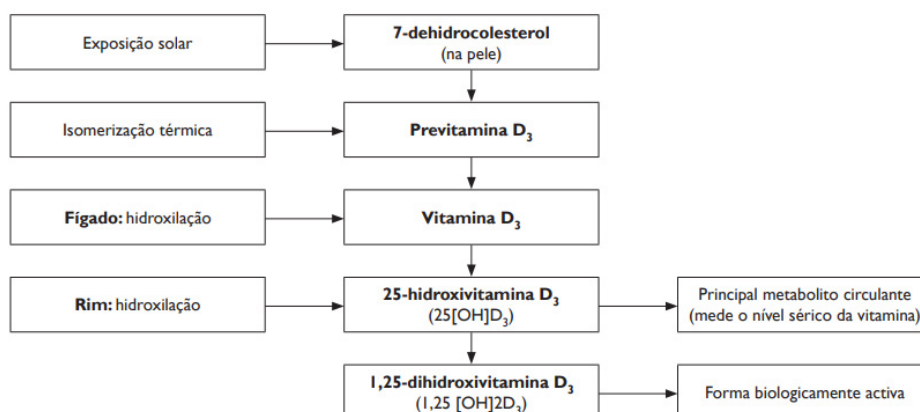 Exposição solar
7-dehidrocolesterol
(na pele)
Isomerização térmica
Previtamina D3
Fígado: hidroxilação
Vitamina D3
Rim: hidroxilação
25-hidroxivitamina D3
(25[OH]D3)
Principal metabolito circulante
(mede o nível sérico da vitamina)
1,25-dihidroxivitamina D3
(1,25 [OH]2D3)
Forma biologicamente activa